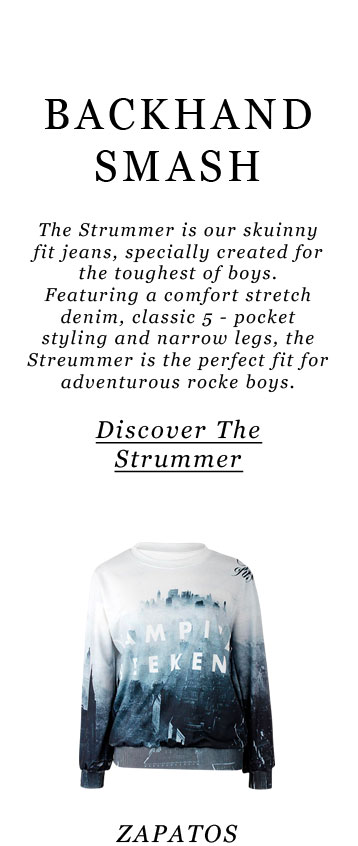 BACKHAND
SMASH
The Strummer is our skuinny
fit jeans, specially created for
the toughest of boys.
Featuring a comfort stretch
denim, classic 5 - pocket
styling and narrow legs, the
Streummer is the perfect fit for
adventurous rocke boys.
Discover The
Strummer
ZAPATOS